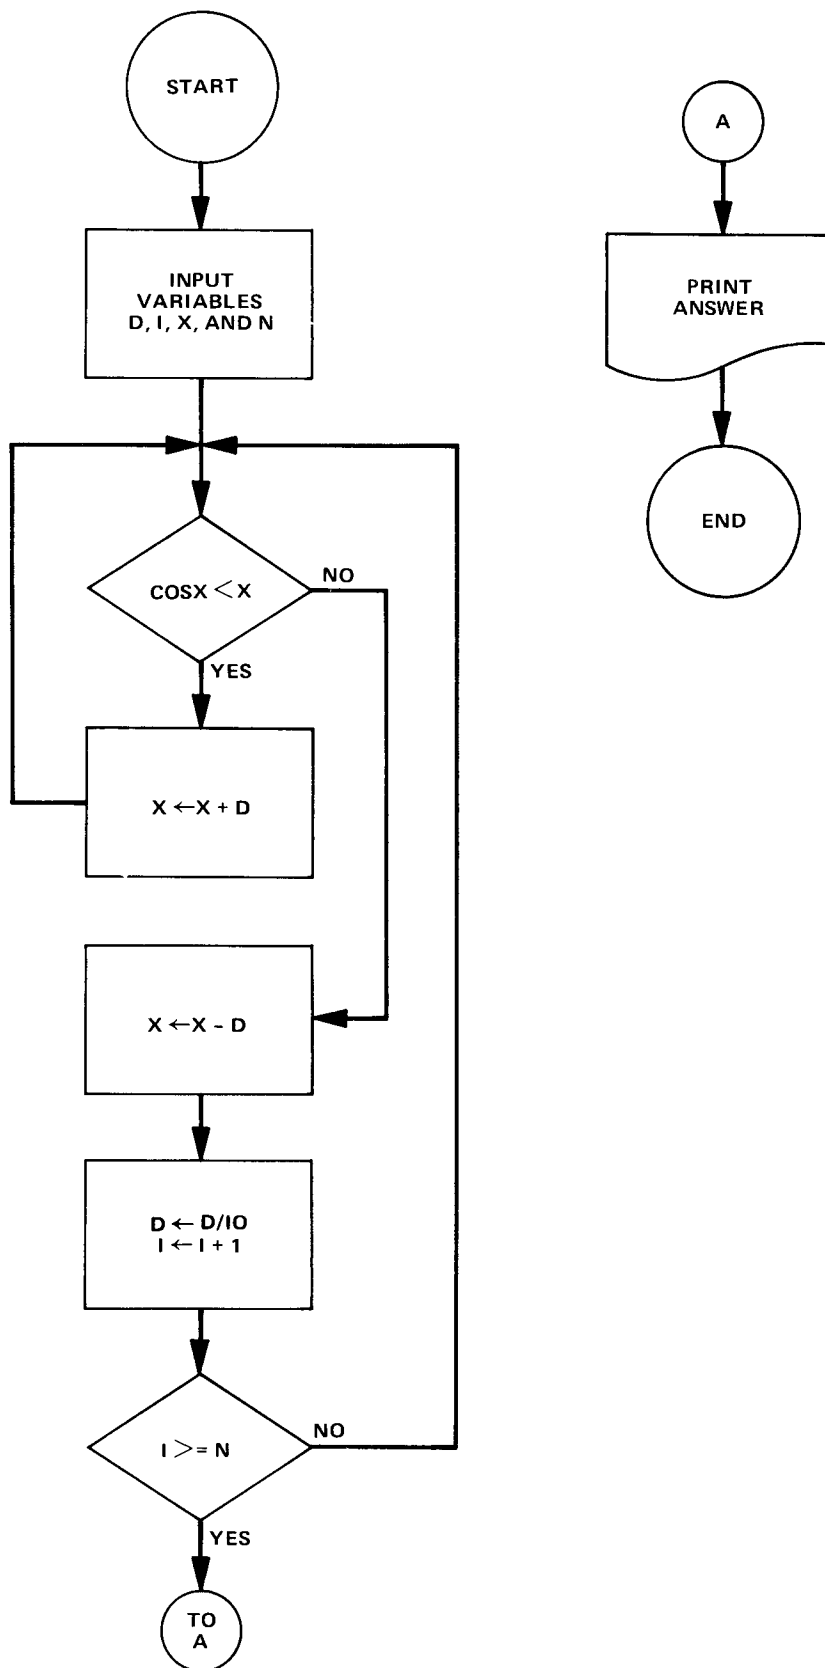 START
INPUT
VARIABLES
D, I, X, AND N
COSX < X
NO
YES
X ← X + D
X ← X - D
D ← D/IO
I ← I + 1
I >= N
NO
YES
TO
A
A
PRINT
ANSWER
END